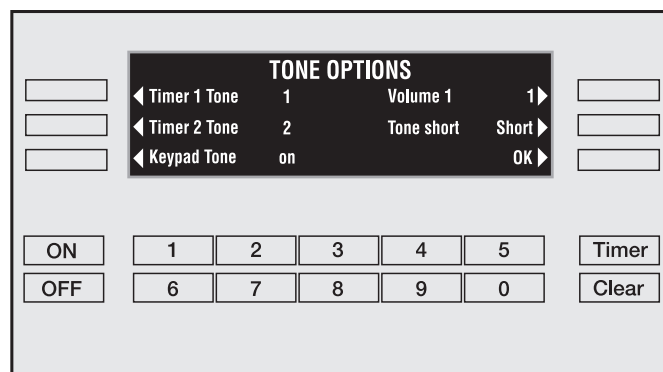 TONE OPTIONS
Timer 1 Tone 1 Volume 1 1
Timer 2 Tone 2 Tone short Short
Keypad Tone on OK
ON 1 2 3 4 5 Timer
OFF 6 7 8 9 0 Clear